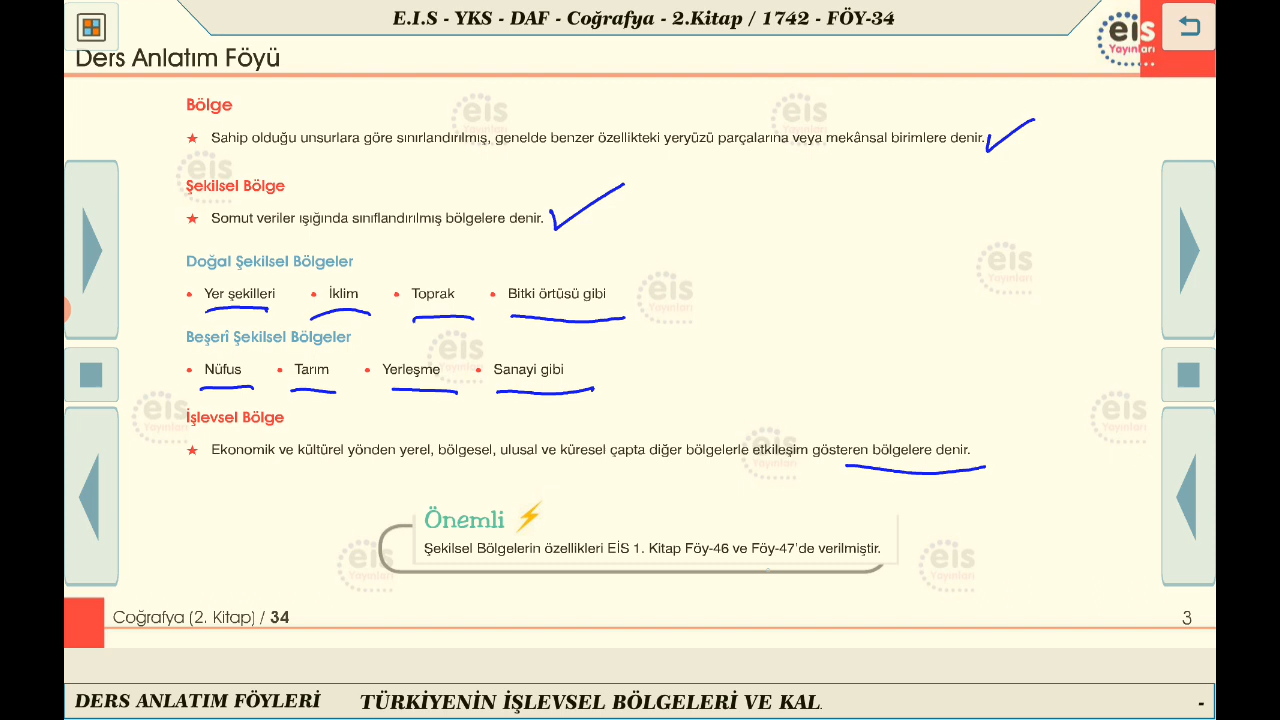 E.I.S - YKS - DAF - Coğrafya - 2.Kitap / 1742 - FÖY-34
eis
Yayınları
Ders Anlatım Föyü
Bölge
★ Sahip olduğu unsurlara göre sınırlandırılmış, genelde benzer özellikteki yeryüzü parçalarına veya mekânsal birimlere denir.
Şekilsel Bölge
★ Somut veriler ışığında sınıflandırılmış bölgelere denir.
Doğal Şekilsel Bölgeler
• Yer şekilleri • İklim • Toprak • Bitki örtüsü gibi
Beşerî Şekilsel Bölgeler
• Nüfus • Tarım • Yerleşme • Sanayi gibi
İşlevsel Bölge
★ Ekonomik ve kültürel yönden yerel, bölgesel, ulusal ve küresel çapta diğer bölgelerle etkileşim gösteren bölgelere denir.
Önemli
Şekilsel Bölgelerin özellikleri EİS 1. Kitap Föy-46 ve Föy-47'de verilmiştir.
Coğrafya (2. Kitap) / 34
3
DERS ANLATIM FÖYLERİ TÜRKİYENİN İŞLEVSEL BÖLGELERİ VE KAL -